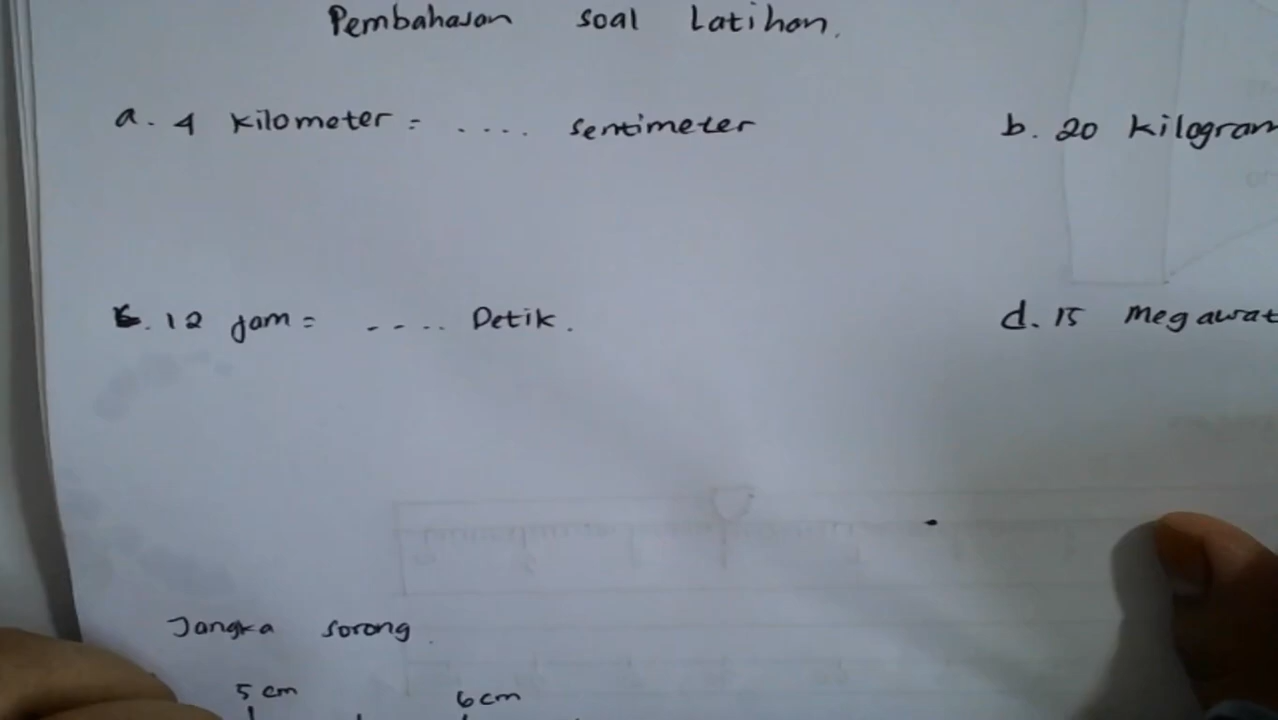 Pembahasan soal Latihan.
a. 4 kilometer = .... sentimeter
b. 20 kilogram
c. 12 jam = .... Detik.
d. 15 megawat
Jangka sorong.
5 cm 6 cm